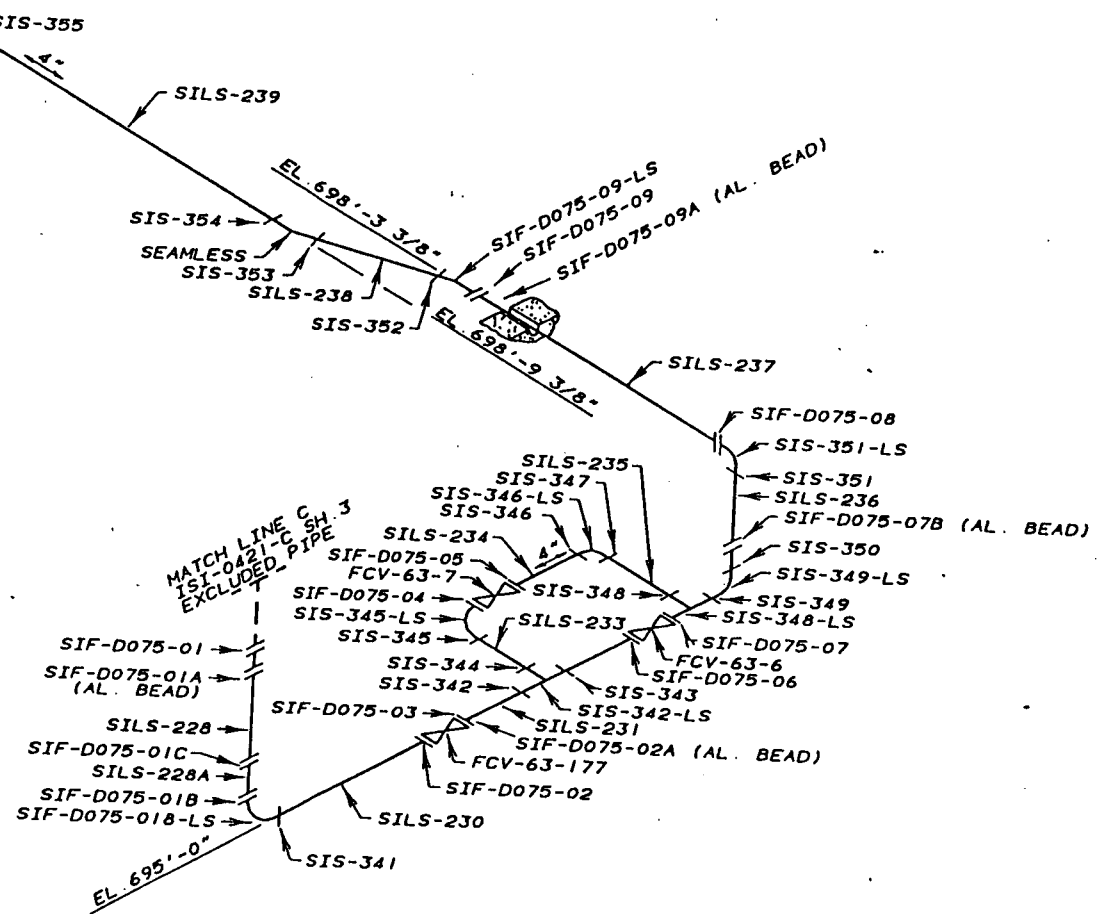 SIS-355
4"
SILS-239
EL. 698'-3 3/8"
SIF-D075-09-LS
SIF-D075-09
SIF-D075-09A (AL. BEAD)
SIS-354
SEAMLESS
SIS-353
SILS-238
SIS-352
EL. 698'-9 3/8"
SILS-237
SIF-D075-08
SIS-351-LS
SIS-351
SILS-236
SIF-D075-07B (AL. BEAD)
SIS-350
SIS-349-LS
SIS-349
SIS-348-LS
SILS-235
SIS-347
SIS-346-LS
SIS-346
SILS-234
4"
SIF-D075-05
FCV-63-7
SIF-D075-04
SIS-345-LS
SIS-345
SIS-348
SILS-233
SIF-D075-07
FCV-63-6
SIF-D075-06
SIS-344
SIS-342
SIS-343
SIS-342-LS
SIF-D075-03
SILS-231
SIF-D075-02A (AL. BEAD)
FCV-63-177
SIF-D075-02
MATCH LINE C
ISI-0421-C SH.3
EXCLUDED PIPE
SIF-D075-01
SIF-D075-01A
(AL. BEAD)
SILS-228
SIF-D075-01C
SILS-228A
SIF-D075-01B
SIF-D075-01B-LS
SILS-230
SIS-341
EL. 695'-0"